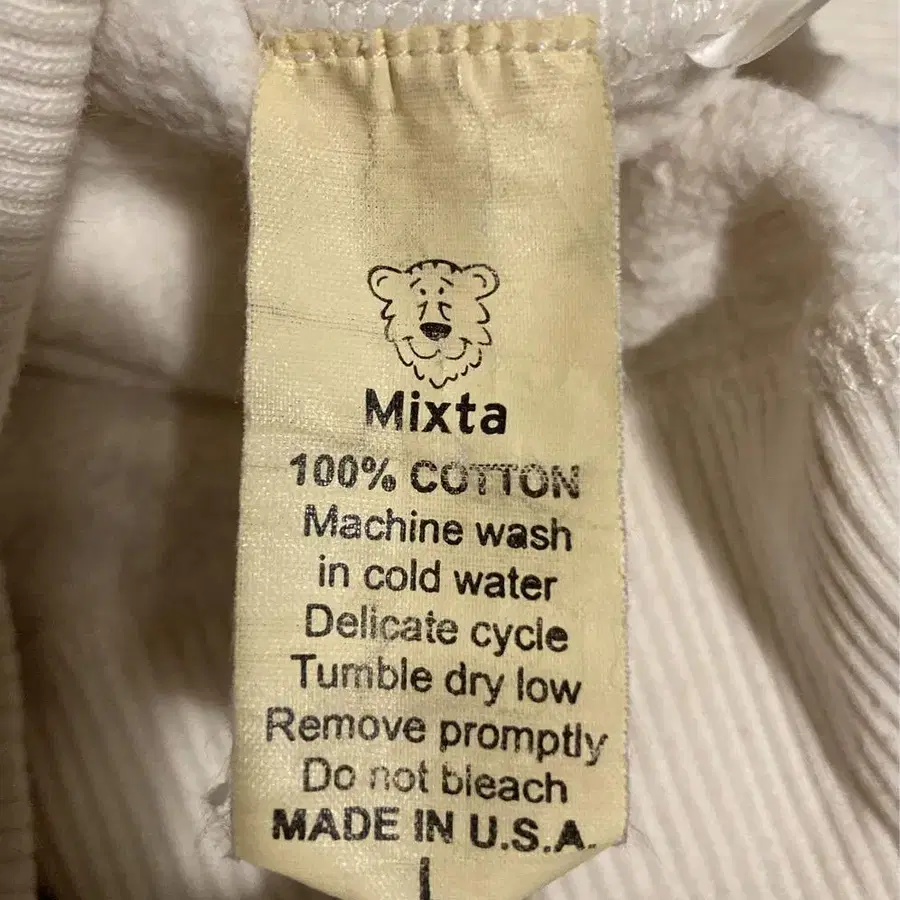 Mixta
100% COTTON
Machine wash
in cold water
Delicate cycle
Tumble dry low
Remove promptly
Do not bleach
MADE IN U.S.A.